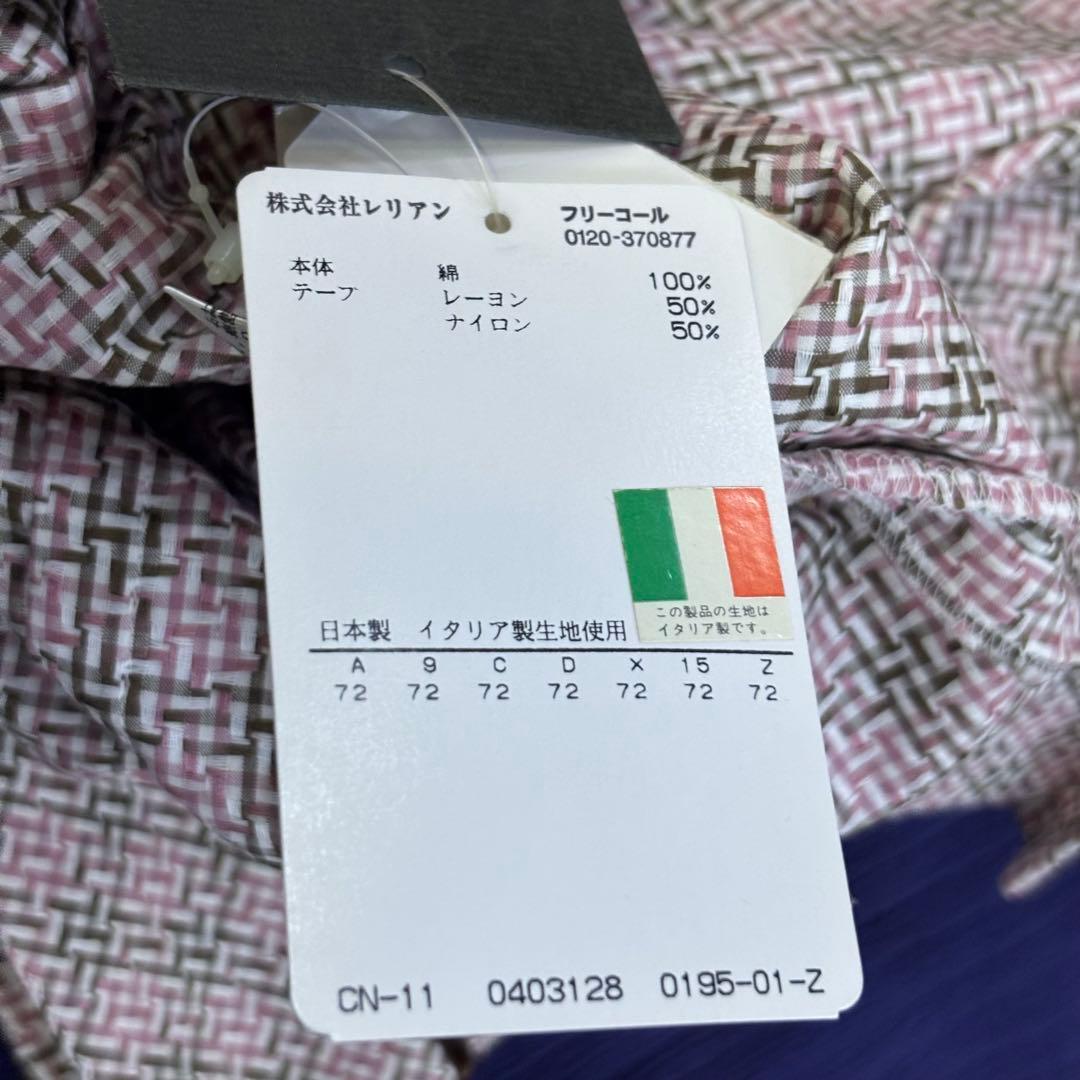 株式会社レリアン
フリーコール
0120-370877
本体 綿 100%
テープ レーヨン 50%
ナイロン 50%
この製品の生地は
イタリア製です。
日本製 イタリア製生地使用
A 9 C D × 15 Z
72 72 72 72 72 72 72
CN-11 0403128 0195-01-Z